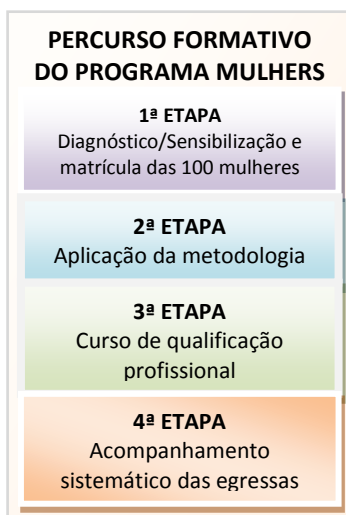 PERCURSO FORMATIVO
DO PROGRAMA MULHERS
1ª ETAPA
Diagnóstico/Sensibilização e
matrícula das 100 mulheres
2ª ETAPA
Aplicação da metodologia
3ª ETAPA
Curso de qualificação
profissional
4ª ETAPA
Acompanhamento
sistemático das egressas